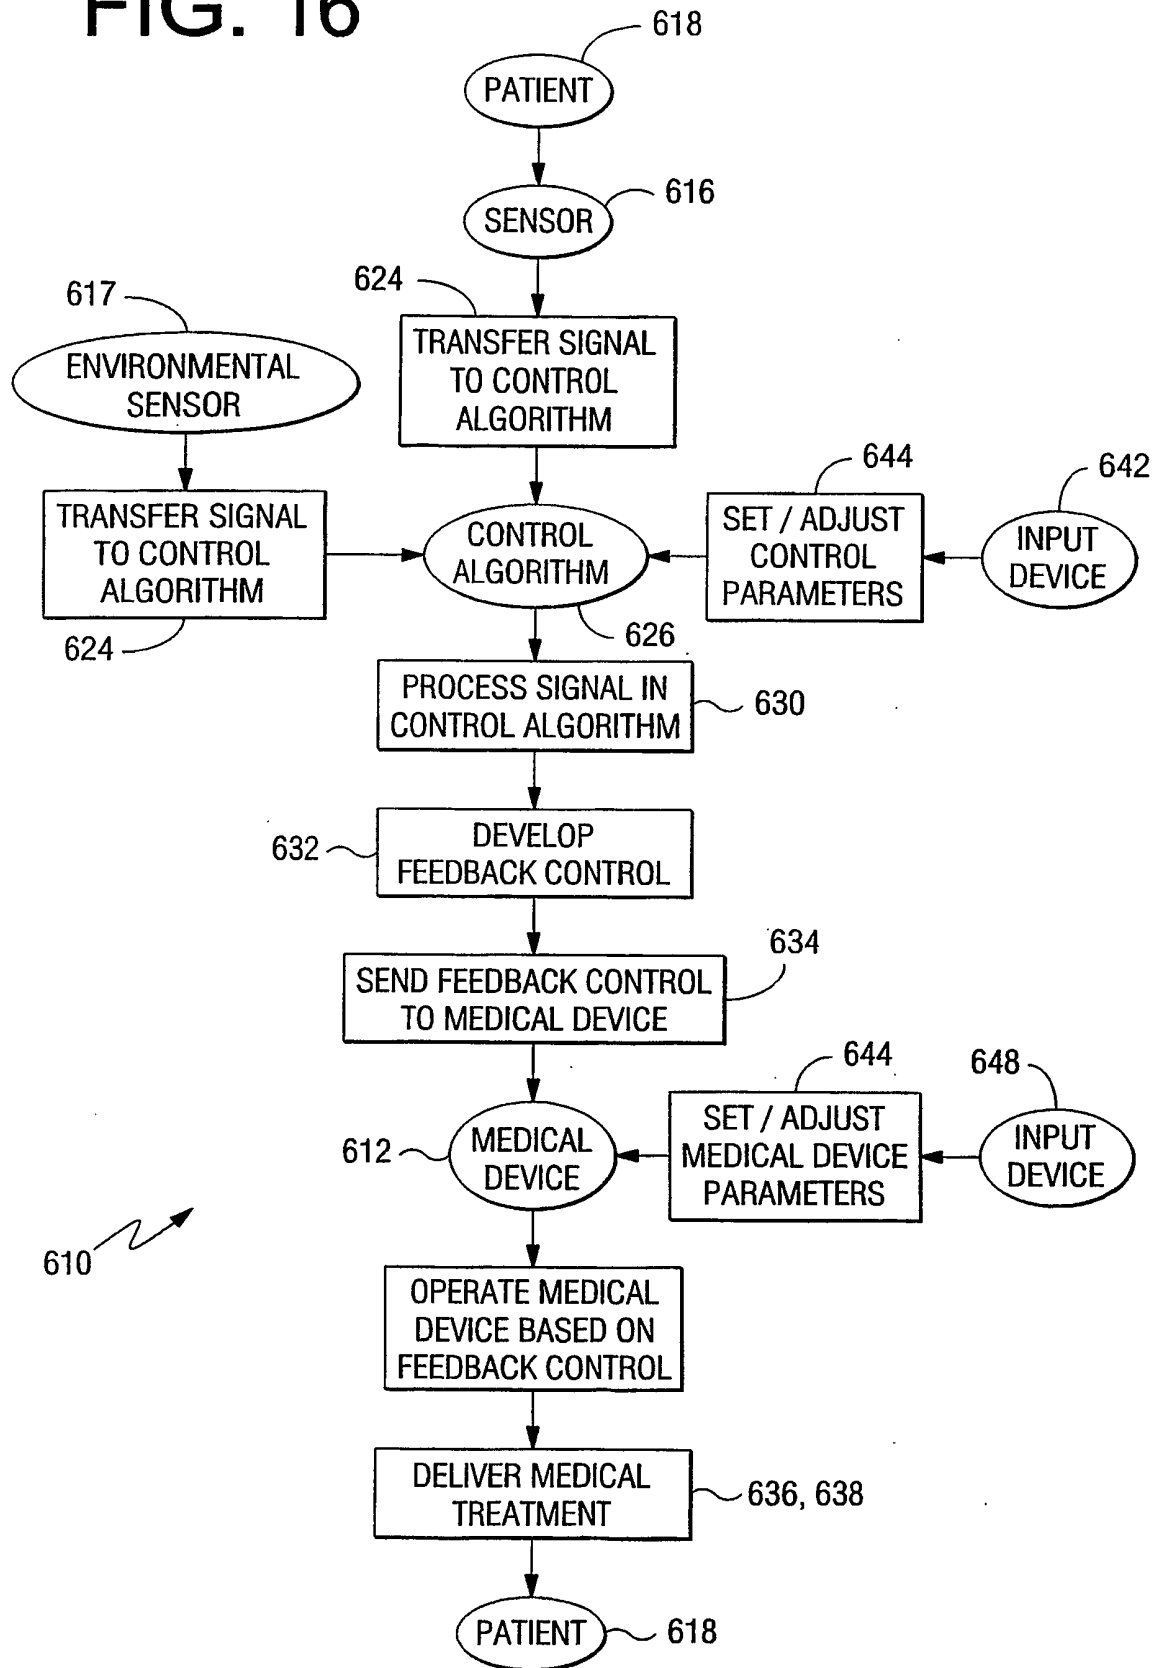 FIG. 16
618
PATIENT
616
SENSOR
624
TRANSFER SIGNAL
TO CONTROL
ALGORITHM
617
ENVIRONMENTAL
SENSOR
TRANSFER SIGNAL
TO CONTROL
ALGORITHM
624
CONTROL
ALGORITHM
626
644
SET / ADJUST
CONTROL
PARAMETERS
642
INPUT
DEVICE
PROCESS SIGNAL IN
CONTROL ALGORITHM
630
632
DEVELOP
FEEDBACK CONTROL
634
SEND FEEDBACK CONTROL
TO MEDICAL DEVICE
612
MEDICAL
DEVICE
644
SET / ADJUST
MEDICAL DEVICE
PARAMETERS
648
INPUT
DEVICE
610
OPERATE MEDICAL
DEVICE BASED ON
FEEDBACK CONTROL
DELIVER MEDICAL
TREATMENT
636, 638
PATIENT
618